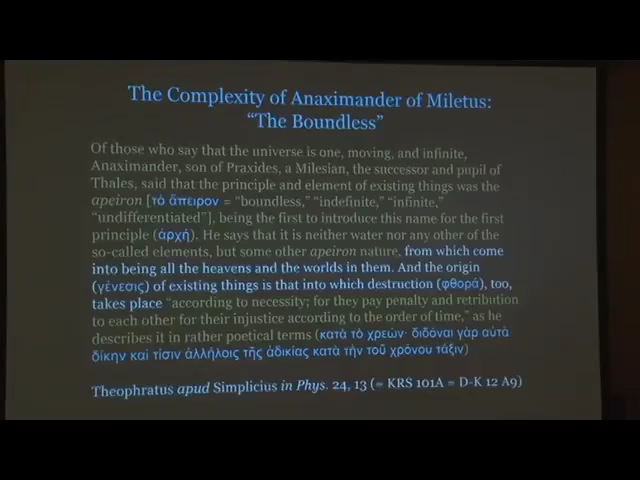 The Complexity of Anaximander of Miletus:
“The Boundless”
Of those who say that the universe is one, moving, and infinite,
Anaximander, son of Praxides, a Milesian, the successor and pupil of
Thales, said that the principle and element of existing things was the
apeiron [τὸ ἄπειρον = “boundless,” “indefinite,” “infinite,”
“undifferentiated”], being the first to introduce this name for the first
principle (ἀρχή). He says that it is neither water nor any other of the
so-called elements, but some other apeiron nature, from which come
into being all the heavens and the worlds in them. And the origin
(γένεσις) of existing things is that into which destruction (φθορά), too,
takes place “according to necessity; for they pay penalty and retribution
to each other for their injustice according to the order of time,” as he
describes it in rather poetical terms (κατὰ τὸ χρεών· διδόναι γὰρ αὐτὰ
δίκην καὶ τίσιν ἀλλήλοις τῆς ἀδικίας κατὰ τὴν τοῦ χρόνου τάξιν)
Theophratus apud Simplicius in Phys. 24, 13 (= KRS 101A = D-K 12 A9)